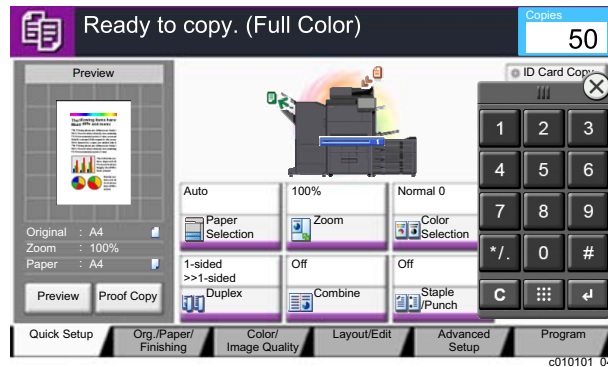 Ready to copy. (Full Color)
Copies
50
Preview
ID Card Copy
Original : A4
Zoom : 100%
Paper : A4
Preview
Proof Copy
Auto
Paper
Selection
100%
Zoom
Normal 0
Color
Selection
1-sided
>>1-sided
Duplex
Off
Combine
Off
Staple
/Punch
1 2 3
4 5 6
7 8 9
*/. 0 #
C
Quick Setup
Org./Paper/
Finishing
Color/
Image Quality
Layout/Edit
Advanced
Setup
Program
c010101_04